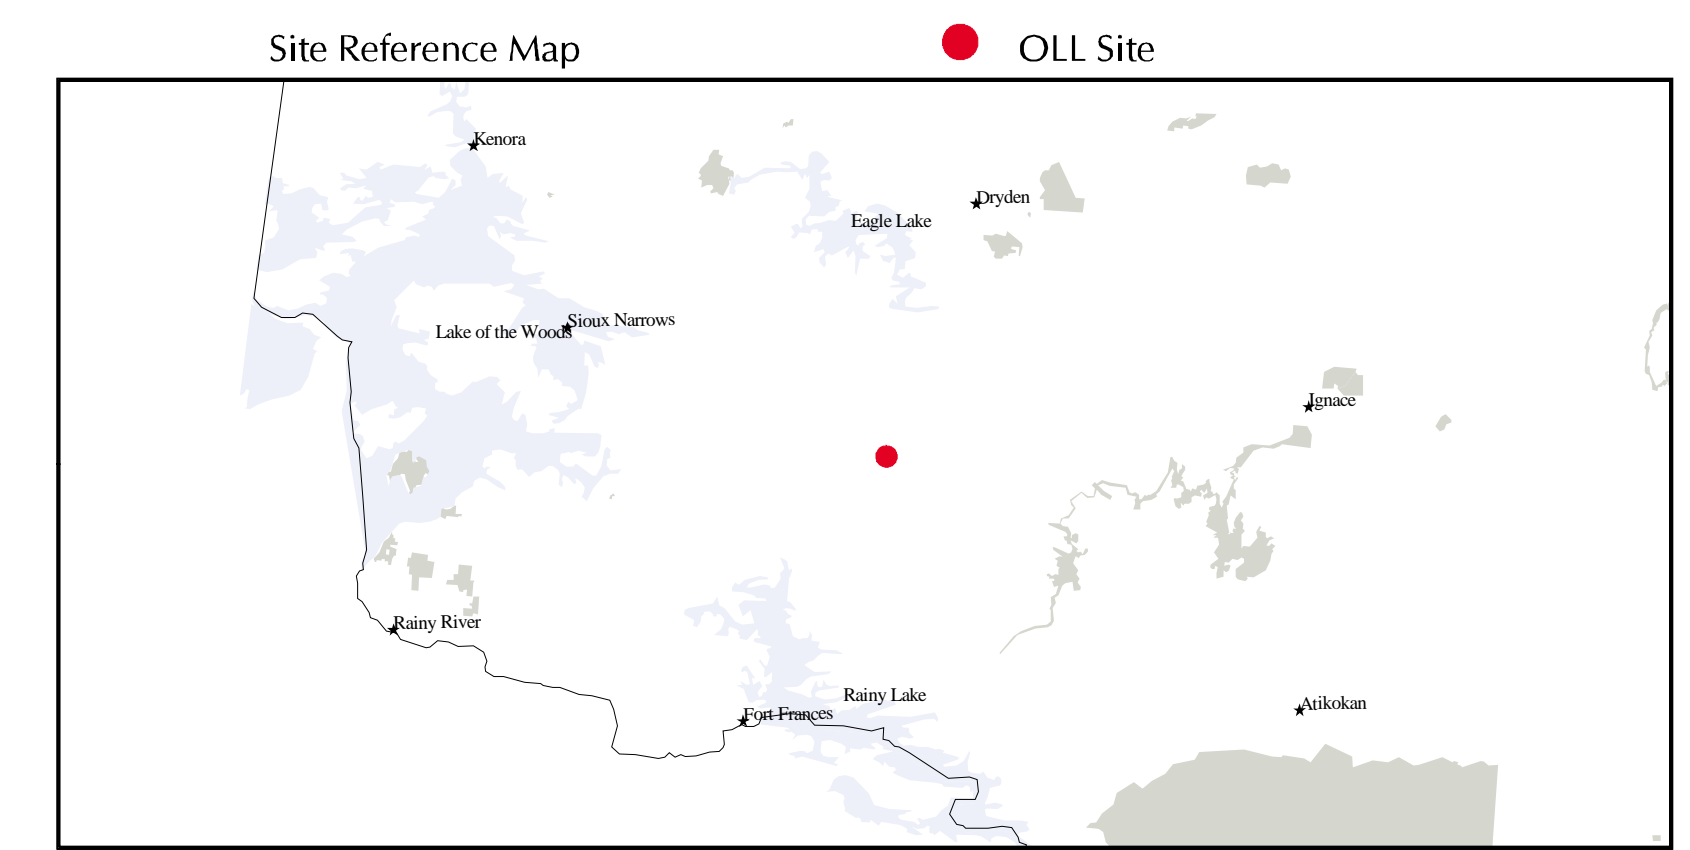 Site Reference Map
OLL Site
Kenora
Dryden
Eagle Lake
Sioux Narrows
Lake of the Woods
Ignace
Rainy River
Rainy Lake
Atikokan
Fort Frances